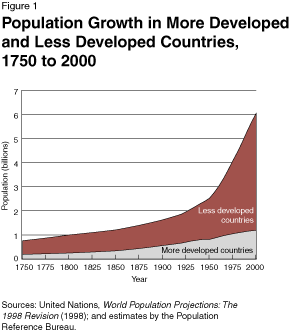 Figure 1
Population Growth in More Developed
and Less Developed Countries,
1750 to 2000
7
6
5
4
3
2
1
0
Population (billions)
Less developed
countries
More developed countries
1750 1775 1800 1825 1850 1875 1900 1925 1950 1975 2000
Year
Sources: United Nations, World Population Projections: The
1998 Revision (1998); and estimates by the Population
Reference Bureau.